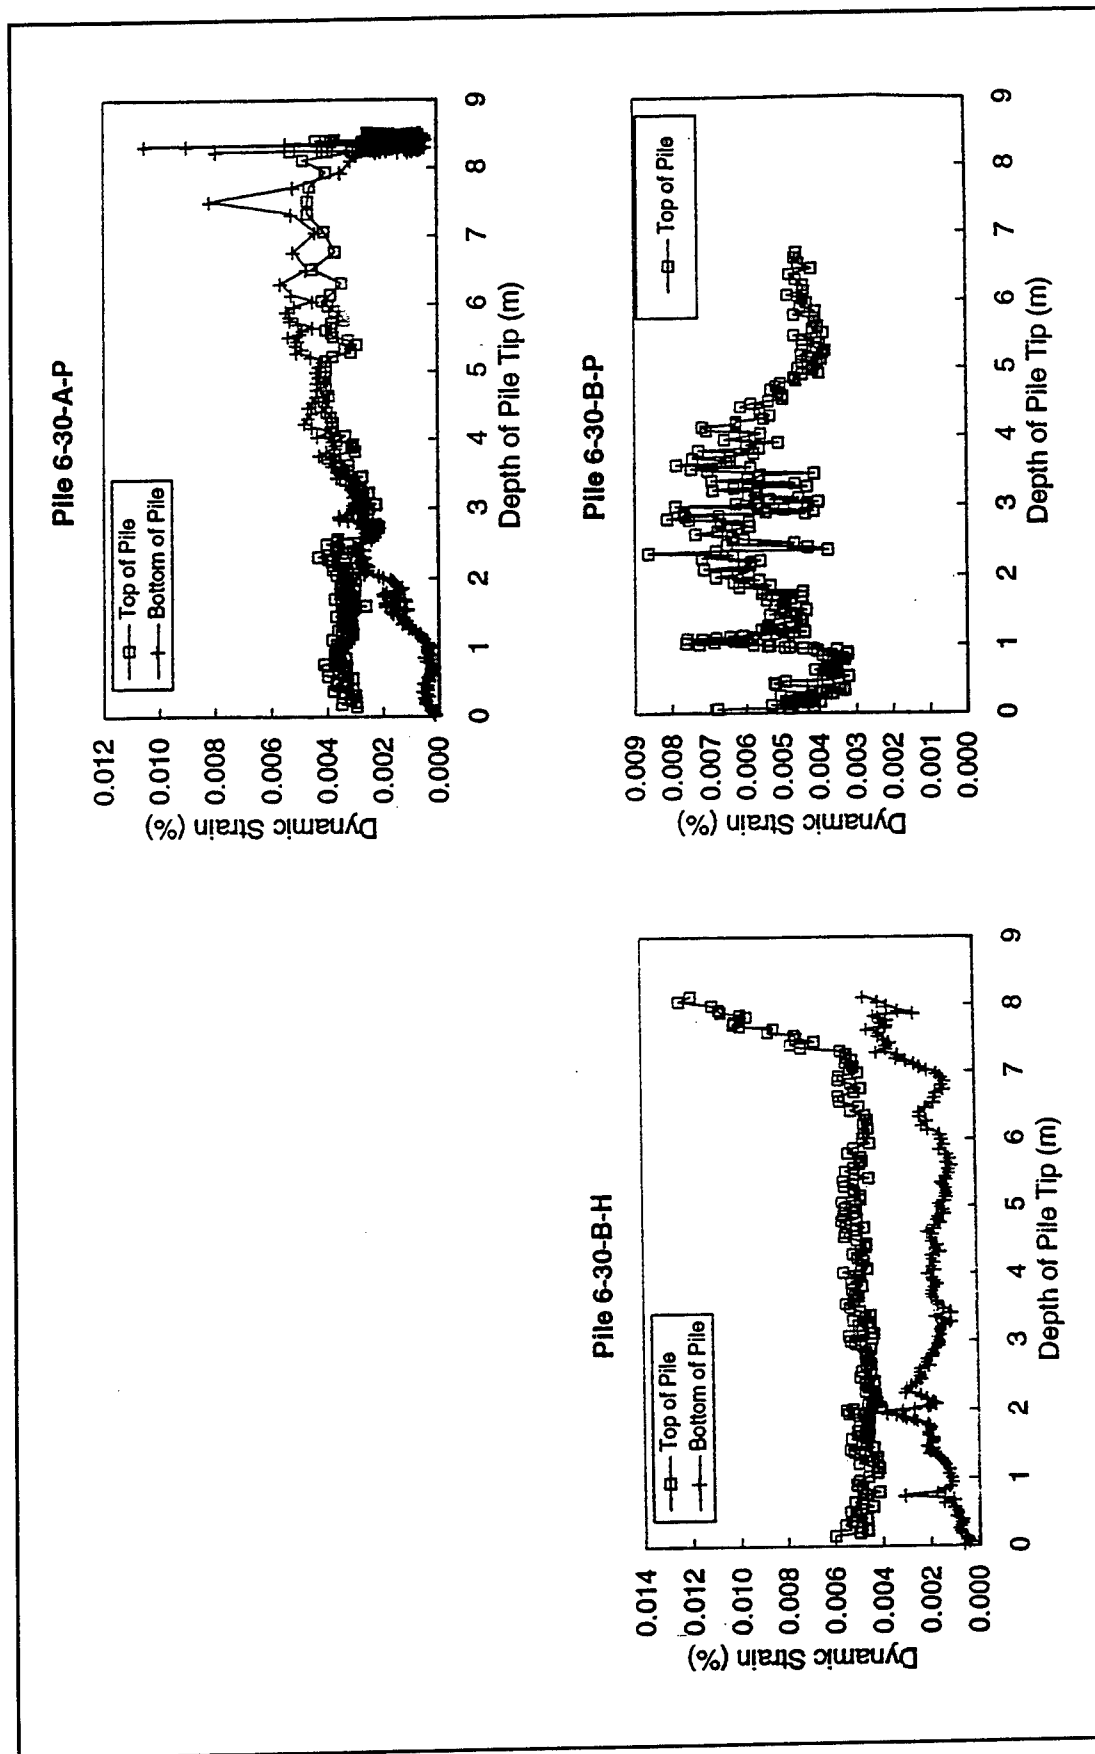 Pile 6-30-A-P
Top of Pile
Bottom of Pile
Dynamic Strain (%)
0.012
0.010
0.008
0.006
0.004
0.002
0.000
0 1 2 3 4 5 6 7 8 9
Depth of Pile Tip (m)
Pile 6-30-B-H
Top of Pile
Bottom of Pile
Dynamic Strain (%)
0.014
0.012
0.010
0.008
0.006
0.004
0.002
0.000
0 1 2 3 4 5 6 7 8 9
Depth of Pile Tip (m)
Pile 6-30-B-P
Top of Pile
Dynamic Strain (%)
0.009
0.008
0.007
0.006
0.005
0.004
0.003
0.002
0.001
0.000
0 1 2 3 4 5 6 7 8 9
Depth of Pile Tip (m)